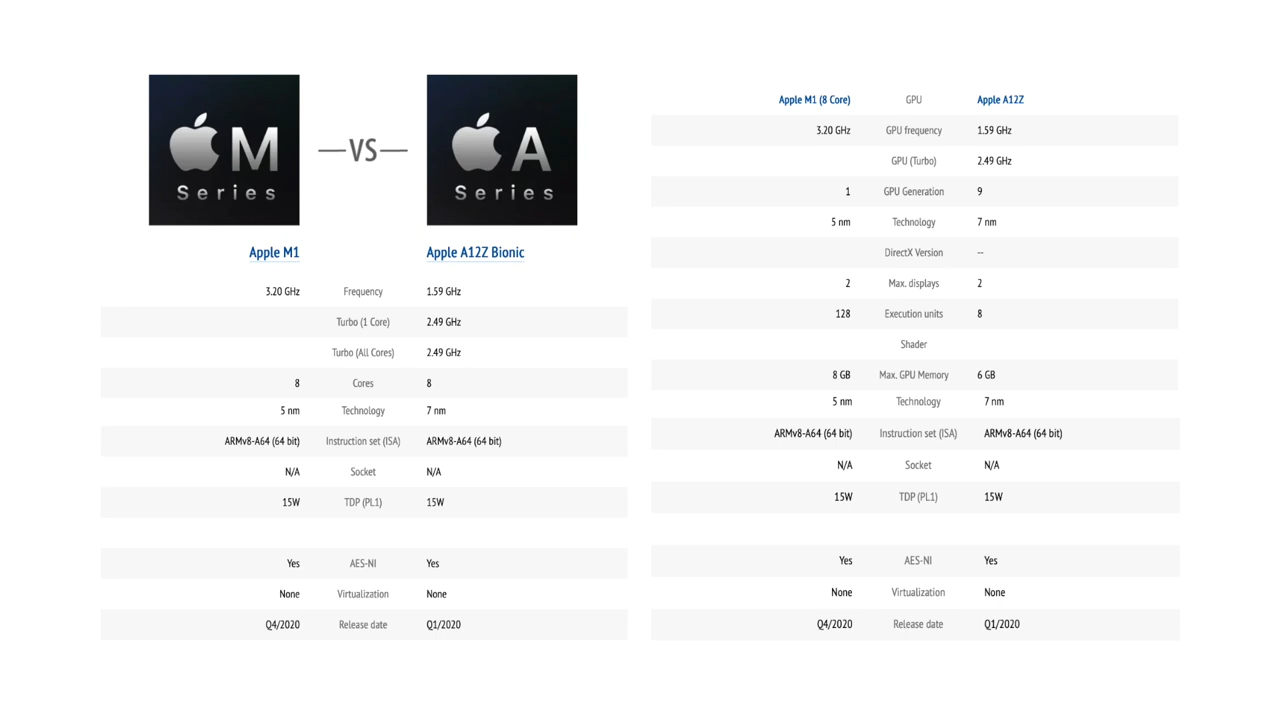 M
Series
VS
A
Series
Apple M1 Apple A12Z Bionic
3.20 GHz Frequency 1.59 GHz
Turbo (1 Core) 2.49 GHz
Turbo (All Cores) 2.49 GHz
8 Cores 8
5 nm Technology 7 nm
ARMv8-A64 (64 bit) Instruction set (ISA) ARMv8-A64 (64 bit)
N/A Socket N/A
15W TDP (PL1) 15W
Yes AES-NI Yes
None Virtualization None
Q4/2020 Release date Q1/2020
Apple M1 (8 Core) GPU Apple A12Z
3.20 GHz GPU frequency 1.59 GHz
GPU (Turbo) 2.49 GHz
1 GPU Generation 9
5 nm Technology 7 nm
DirectX Version --
2 Max. displays 2
128 Execution units 8
Shader
8 GB Max. GPU Memory 6 GB
5 nm Technology 7 nm
ARMv8-A64 (64 bit) Instruction set (ISA) ARMv8-A64 (64 bit)
N/A Socket N/A
15W TDP (PL1) 15W
Yes AES-NI Yes
None Virtualization None
Q4/2020 Release date Q1/2020